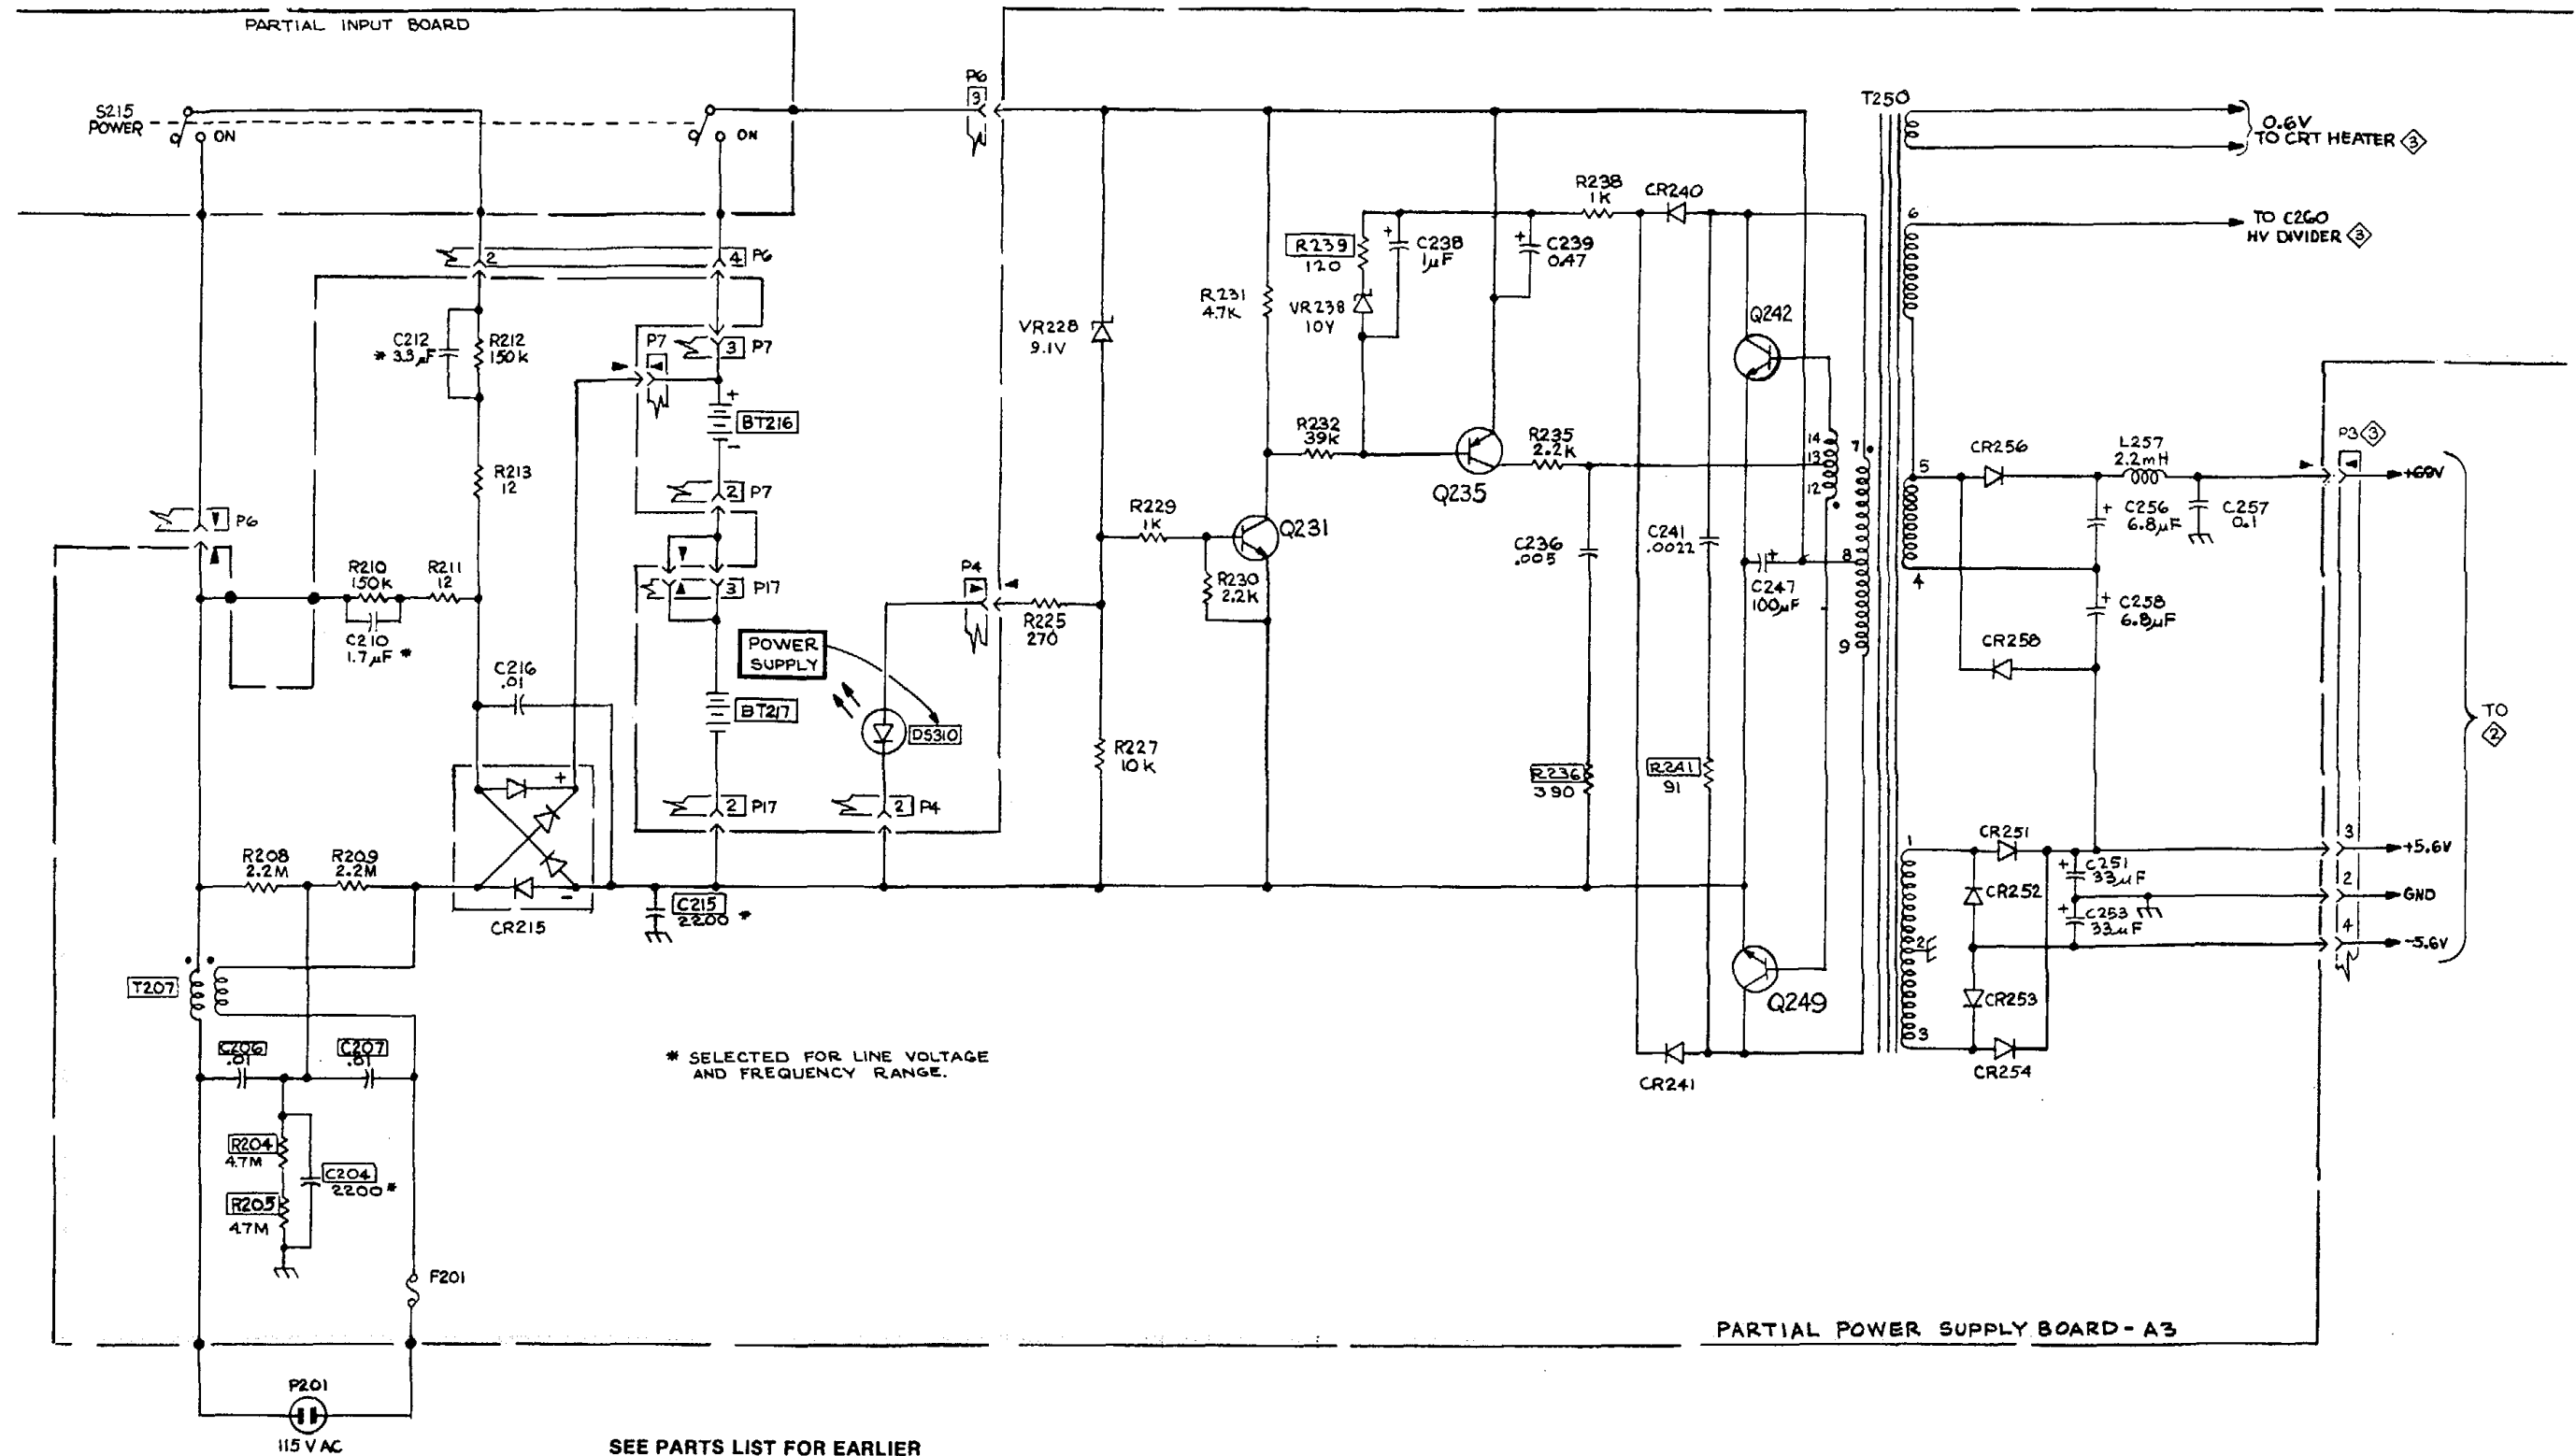 PARTIAL INPUT BOARD
S215
POWER
ON
ON
P6
3
T250
0.6V
TO CRT HEATER 3
6
TO C260
HV DIVIDER 3
2
4
P6
C212
* 3.3µF
R212
150K
P7
3
P7
+
BT216
-
2
P7
R213
12
P6
R210
150K
R211
12
C210
1.7µF *
3
P17
C216
.01
POWER
SUPPLY
BT217
DS310
2
P17
2
P4
P4
R225
270
VR228
9.1V
R227
10K
R229
1K
R230
2.2K
R231
4.7K
Q231
R232
39K
R239
120
VR238
10V
+
C238
1µF
+
C239
0.47
R238
1K
CR240
Q235
R235
2.2K
C236
.005
R236
390
C241
.0022
R241
91
Q242
14
13
12
7
8
9
+
C247
100µF
Q249
CR241
5
4
CR256
L257
2.2mH
+
C256
6.8µF
C257
0.1
+
C258
6.8µF
CR258
P3 3
+69V
TO
2
1
2
3
CR251
CR252
CR253
CR254
+
C251
33µF
+
C253
33µF
3
+5.6V
2
GND
4
-5.6V
R208
2.2M
R209
2.2M
+
-
CR215
C215
2200 *
T207
C206
.01
C207
.01
R204
4.7M
R205
4.7M
C204
2200 *
F201
* SELECTED FOR LINE VOLTAGE
AND FREQUENCY RANGE.
PARTIAL POWER SUPPLY BOARD - A3
P201
115 V AC
SEE PARTS LIST FOR EARLIER